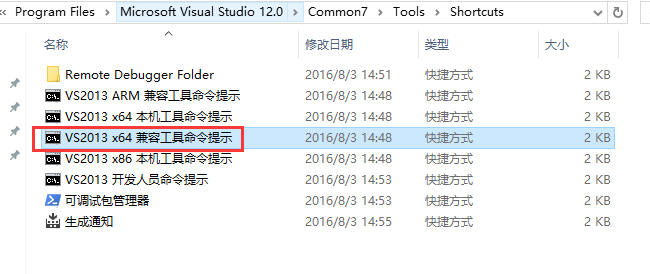 Program Files > Microsoft Visual Studio 12.0 > Common7 > Tools > Shortcuts
名称 修改日期 类型 大小
Remote Debugger Folder 2016/8/3 14:51 快捷方式 2 KB
VS2013 ARM 兼容工具命令提示 2016/8/3 14:48 快捷方式 2 KB
VS2013 x64 本机工具命令提示 2016/8/3 14:48 快捷方式 2 KB
VS2013 x64 兼容工具命令提示 2016/8/3 14:48 快捷方式 2 KB
VS2013 x86 本机工具命令提示 2016/8/3 14:48 快捷方式 2 KB
VS2013 开发人员命令提示 2016/8/3 14:53 快捷方式 2 KB
可调试包管理器 2016/8/3 14:53 快捷方式 2 KB
生成通知 2016/8/3 14:55 快捷方式 2 KB